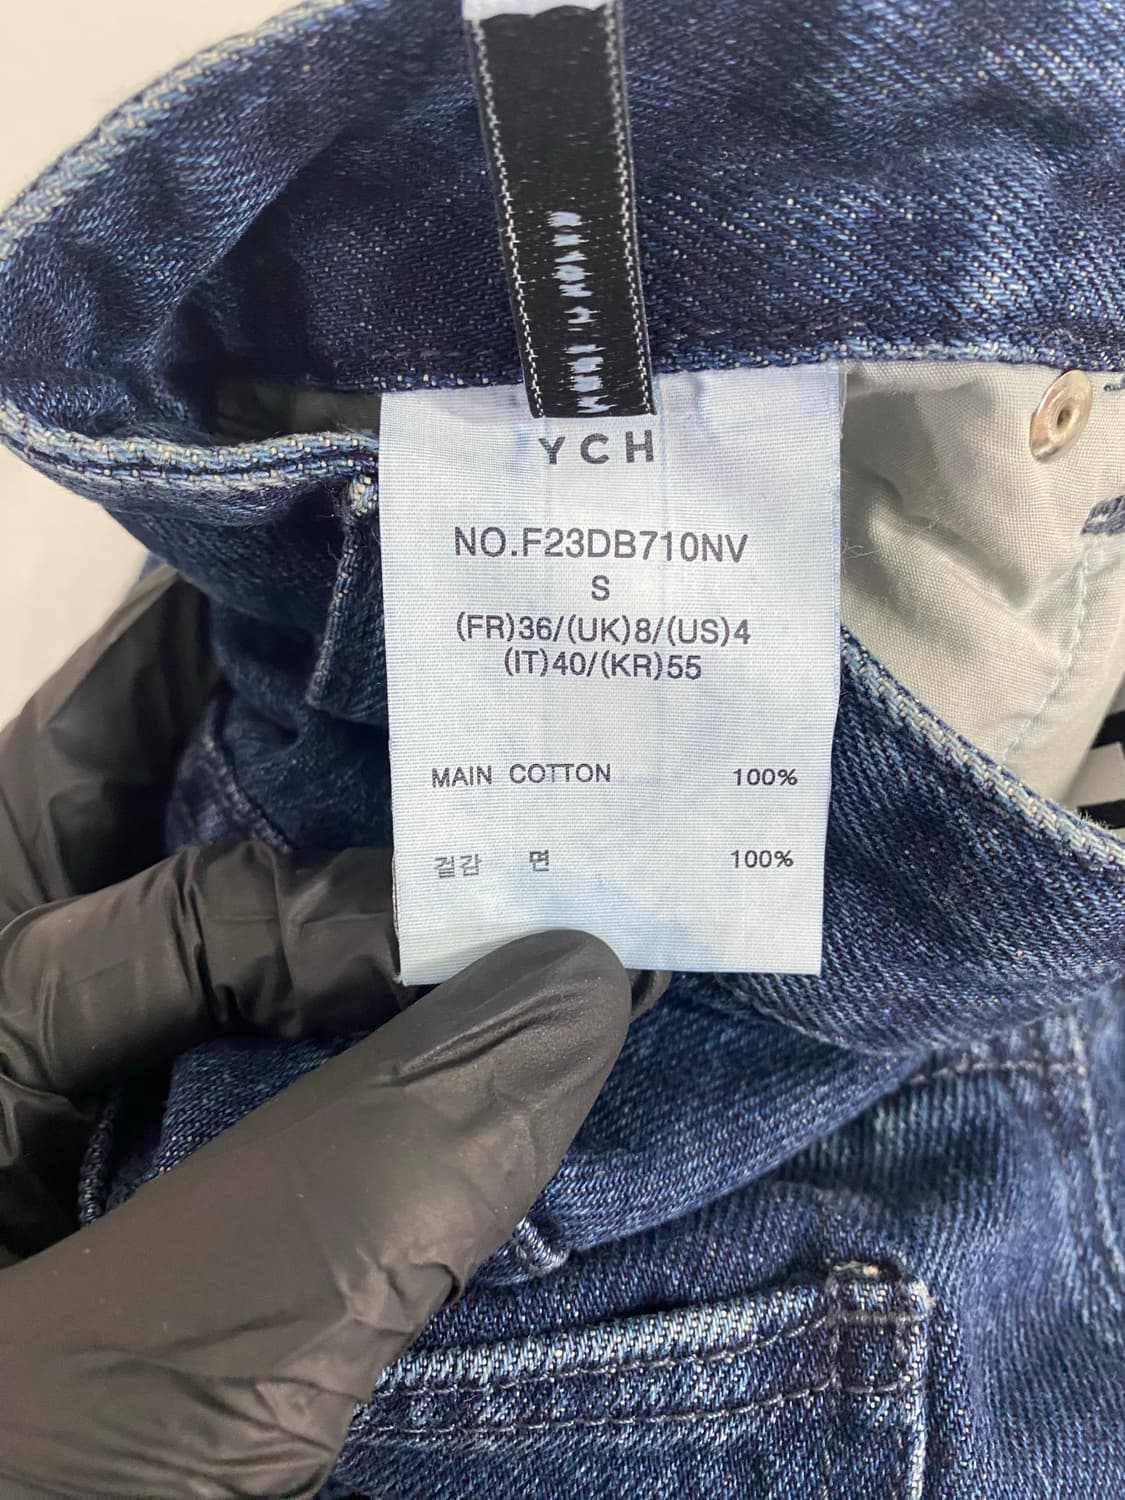 YCH
NO.F23DB710NV
S
(FR)36/(UK)8/(US)4
(IT)40/(KR)55
MAIN COTTON 100%
겉감 면 100%